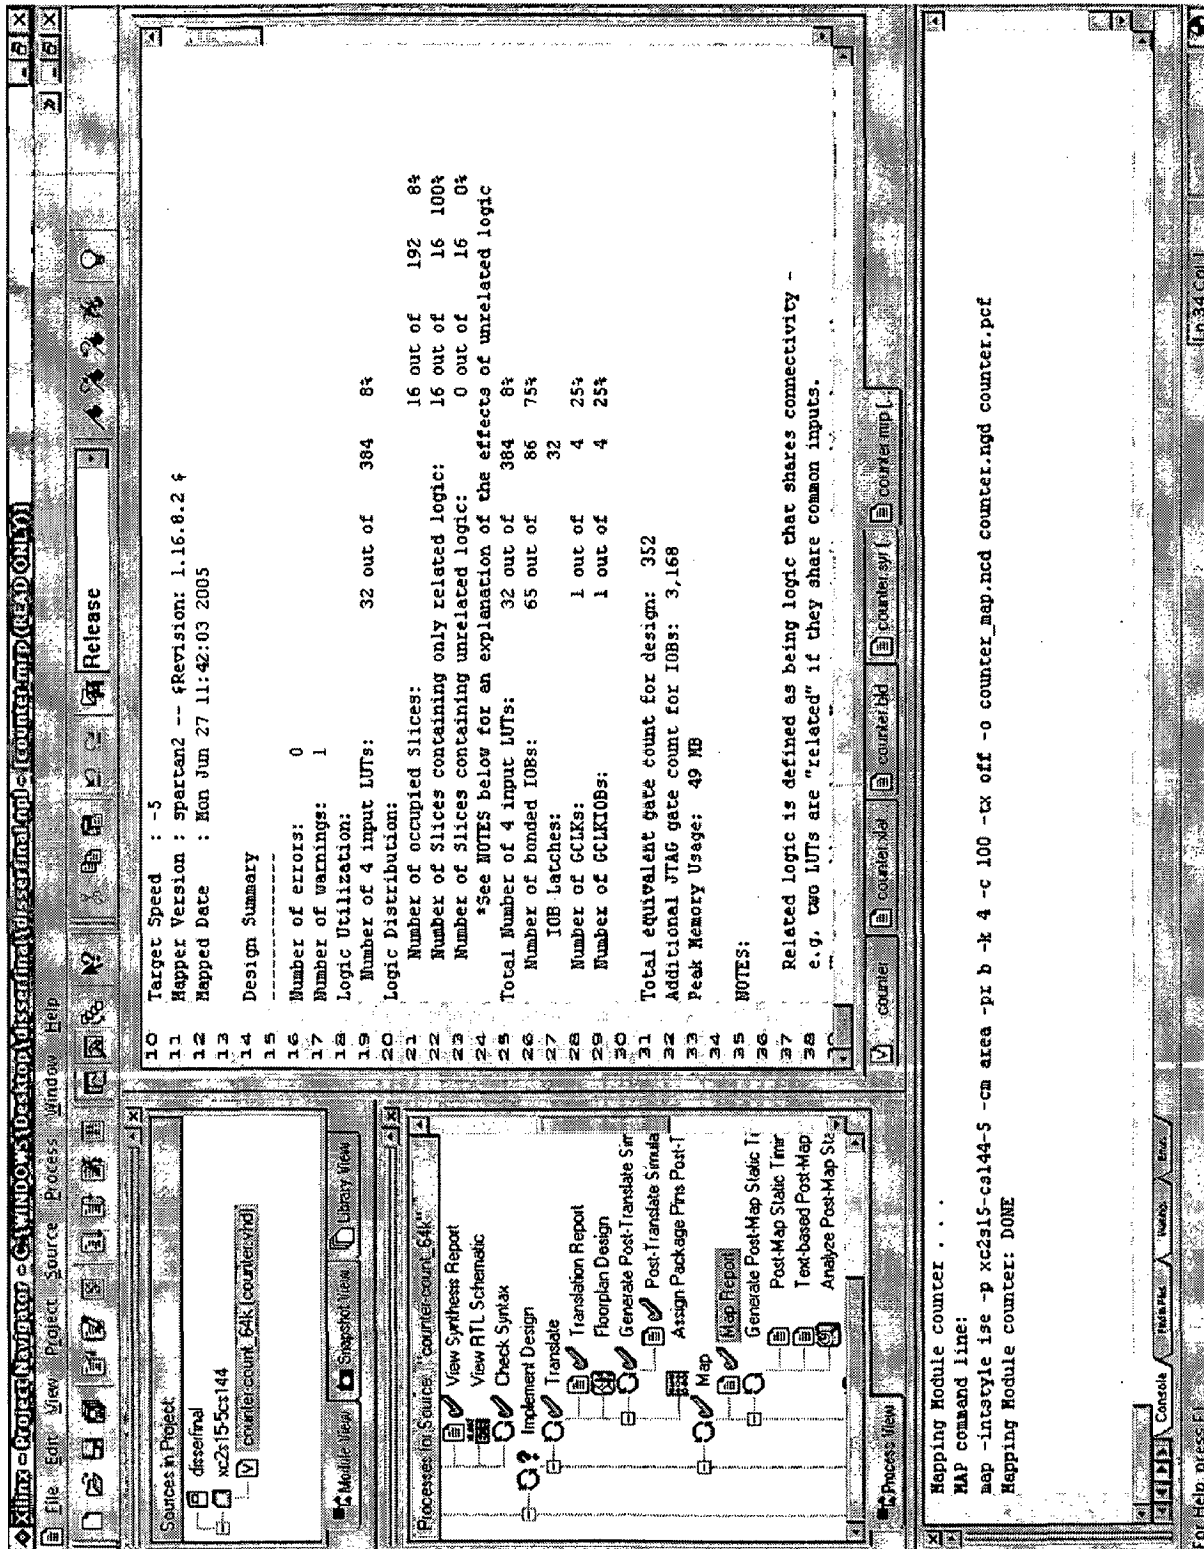 Xilinx - Project Navigator - C:\WINDOWS\Desktop\disserfinal\disserfinal.npl - [counter.mrp (READ ONLY)]
File Edit View Project Source Process Window Help
Release
Sources in Project:
disserfinal
xc2s15-5cs144
counter-count_64k (counter.vhd)
Module View Snapshot View Library View
Processes for Source: "counter-count_64k"
View Synthesis Report
View RTL Schematic
Check Syntax
Implement Design
Translate
Translation Report
Floorplan Design
Generate Post-Translate Sim
Post-Translate Simula
Assign Package Pins Post-T
Map
Map Report
Generate Post-Map Static Ti
Post-Map Static Timin
Text-based Post-Map
Analyze Post-Map Sta
Process View
10 Target Speed : -5
11 Mapper Version : spartan2 -- $Revision: 1.16.8.2 $
12 Mapped Date : Mon Jun 27 11:42:03 2005
13
14 Design Summary
15 --------------
16 Number of errors: 0
17 Number of warnings: 1
18 Logic Utilization:
19 Number of 4 input LUTs: 32 out of 384 8%
20 Logic Distribution:
21 Number of occupied Slices: 16 out of 192 8%
22 Number of Slices containing only related logic: 16 out of 16 100%
23 Number of Slices containing unrelated logic: 0 out of 16 0%
24 *See NOTES below for an explanation of the effects of unrelated logic
25 Total Number of 4 input LUTs: 32 out of 384 8%
26 Number of bonded IOBs: 65 out of 86 75%
27 IOB Latches: 32
28 Number of GCLKs: 1 out of 4 25%
29 Number of GCLKIOBs: 1 out of 4 25%
30
31 Total equivalent gate count for design: 352
32 Additional JTAG gate count for IOBs: 3,168
33 Peak Memory Usage: 49 MB
34
35 NOTES:
36
37 Related logic is defined as being logic that shares connectivity -
38 e.g. two LUTs are "related" if they share common inputs.
counter counter.xlat counter.bld counter.syr [... counter.mrp [...
Mapping Module counter . . .
MAP command line:
map -intstyle ise -p xc2s15-cs144-5 -cm area -pr b -k 4 -c 100 -tx off -o counter_map.ncd counter.ngd counter.pcf
Mapping Module counter: DONE
Console Find in Files Errors
For Help, press F1
Ln 34 Col 1